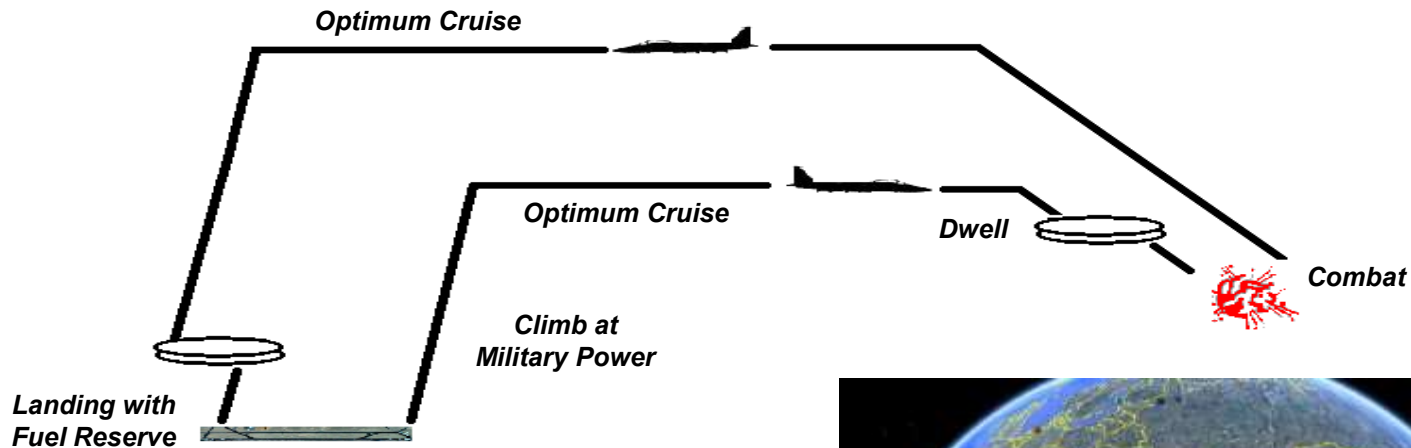 Optimum Cruise
Optimum Cruise
Dwell
Combat
Climb at
Military Power
Landing with
Fuel Reserve